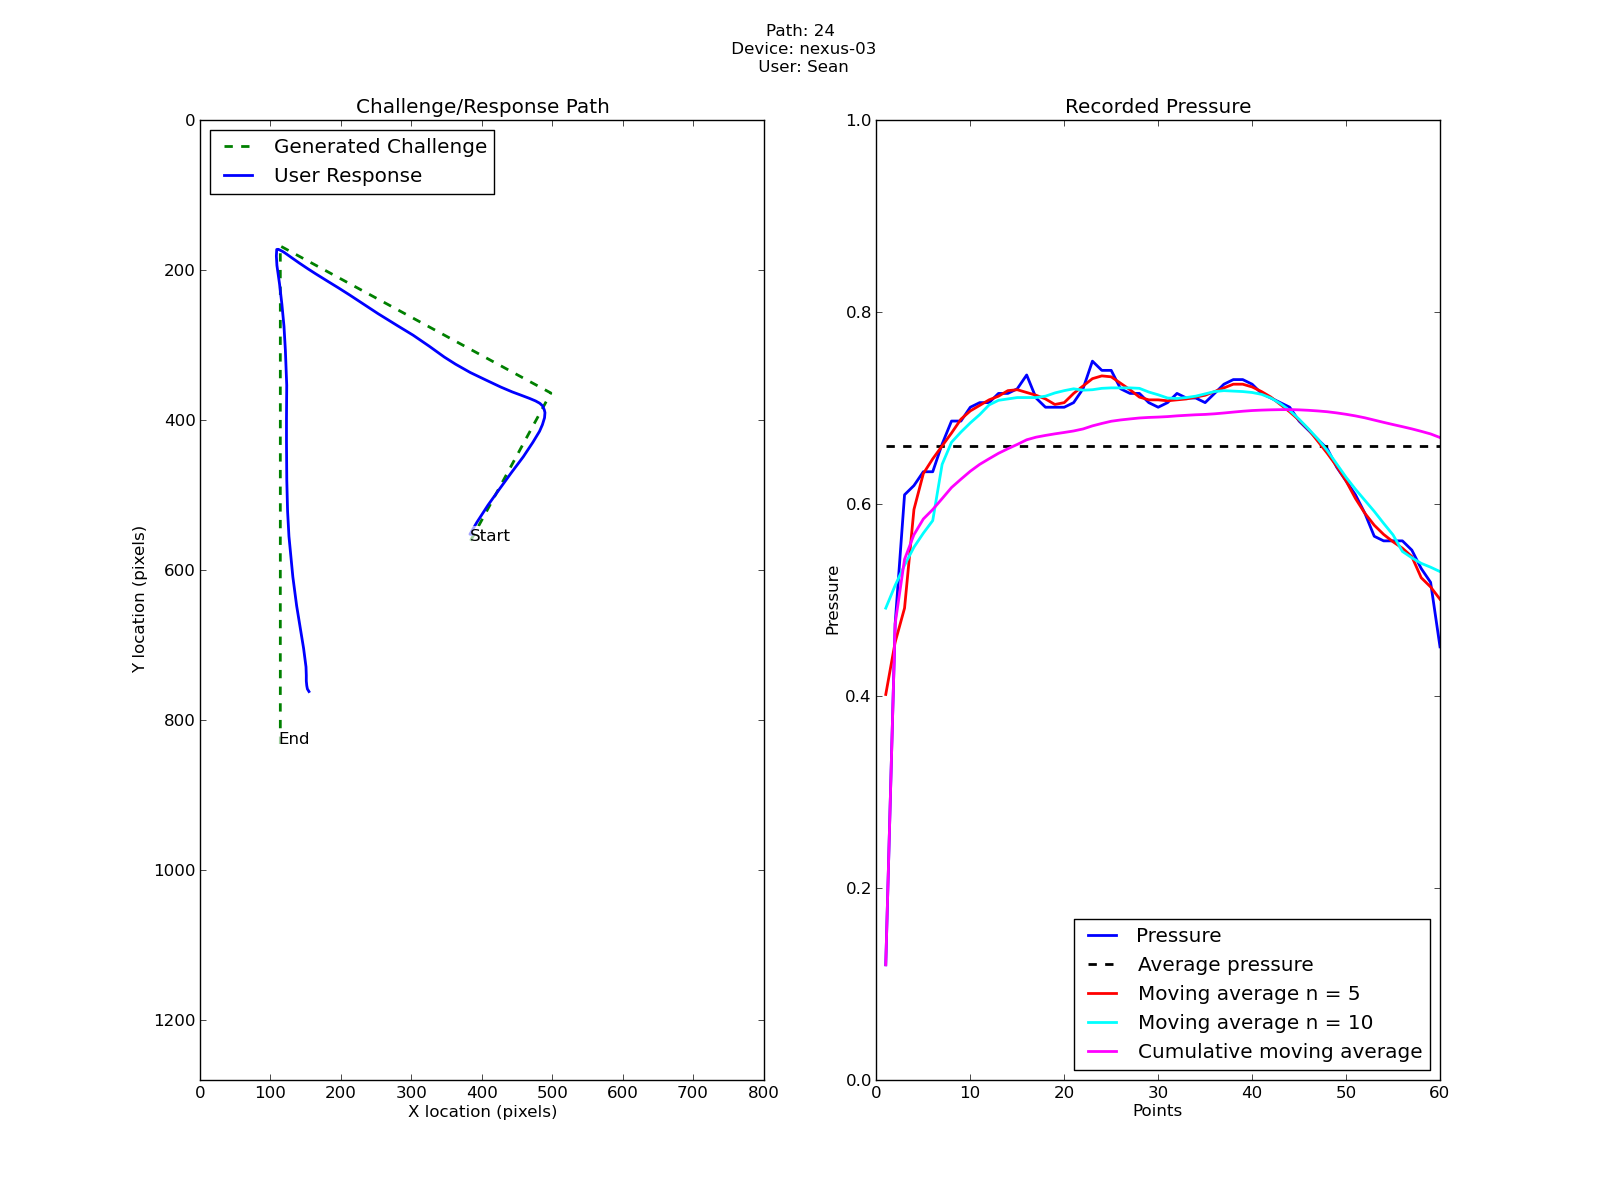 Path: 24
Device: nexus-03
User: Sean
Challenge/Response Path
Generated Challenge
User Response
0
200
400
600
800
1000
1200
Y location (pixels)
Start
End
0 100 200 300 400 500 600 700 800
X location (pixels)
Recorded Pressure
1.0
0.8
0.6
0.4
0.2
0.0
Pressure
Pressure
Average pressure
Moving average n = 5
Moving average n = 10
Cumulative moving average
0 10 20 30 40 50 60
Points